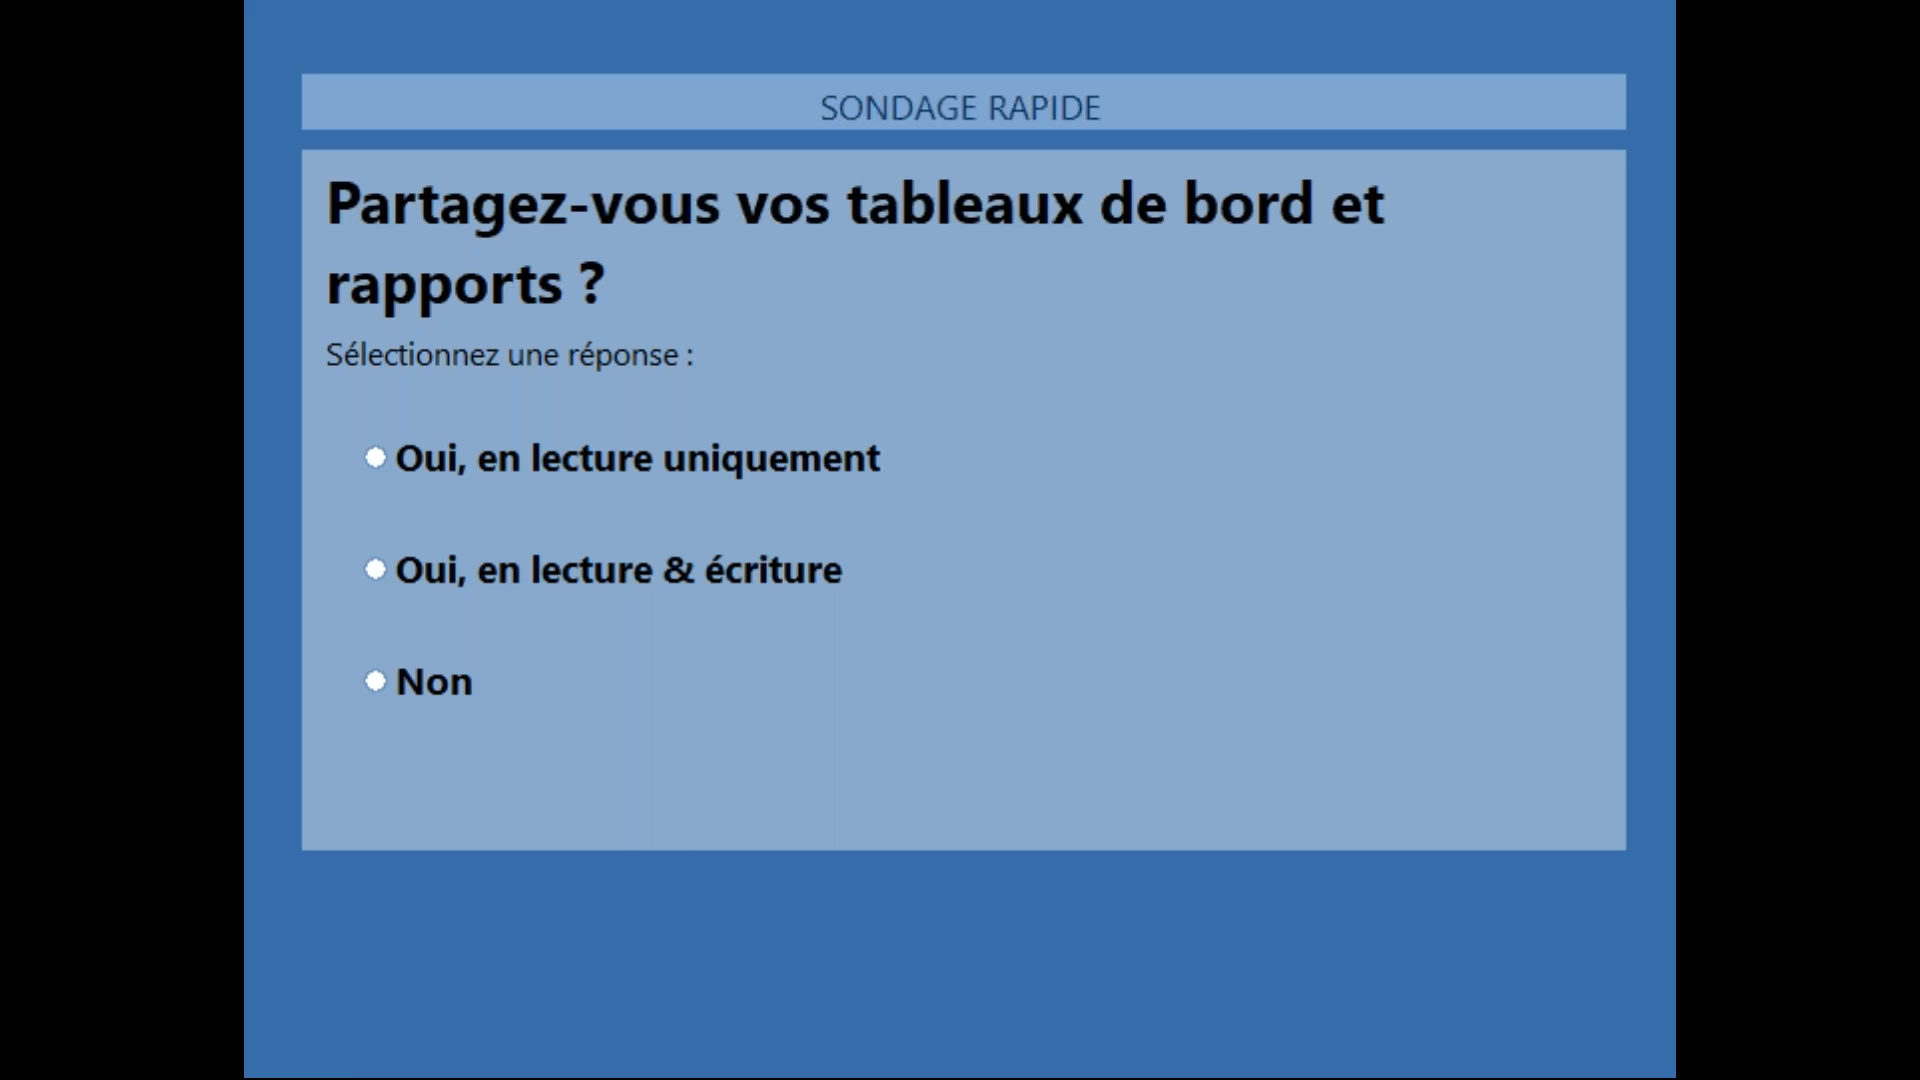 SONDAGE RAPIDE
Partagez-vous vos tableaux de bord et
rapports ?
Sélectionnez une réponse :
Oui, en lecture uniquement
Oui, en lecture & écriture
Non